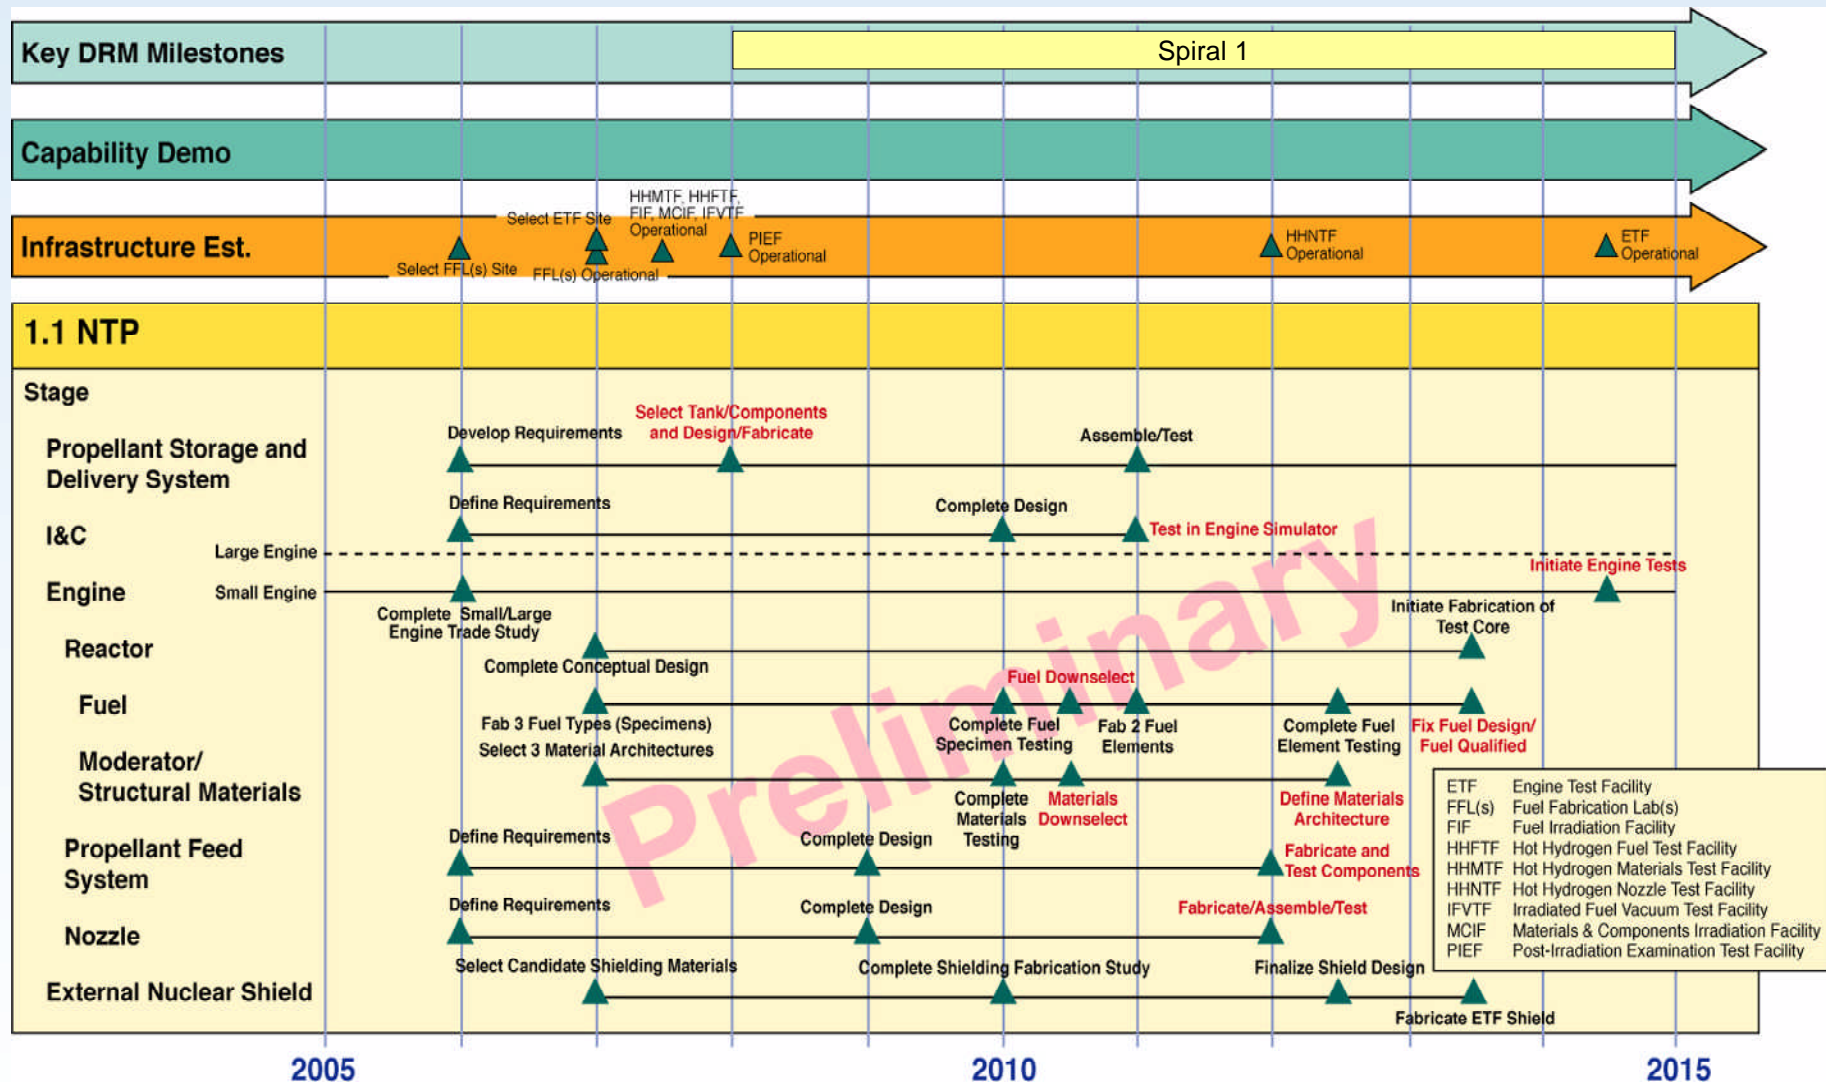 Key DRM Milestones
Spiral 1
Capability Demo
Infrastructure Est.
Select FFL(s) Site
Select ETF Site
FFL(s) Operational
HHMTF, HHFTF,
FIF, MCIF, IFVTF
Operational
PIEF
Operational
HHNTF
Operational
ETF
Operational
1.1 NTP
Stage
Propellant Storage and
Delivery System
Develop Requirements
Select Tank/Components
and Design/Fabricate
Assemble/Test
I&C
Define Requirements
Complete Design
Test in Engine Simulator
Large Engine
Engine
Small Engine
Complete Small/Large
Engine Trade Study
Initiate Engine Tests
Reactor
Complete Conceptual Design
Initiate Fabrication of
Test Core
Fuel
Fab 3 Fuel Types (Specimens)
Complete Fuel
Specimen Testing
Fuel Downselect
Fab 2 Fuel
Elements
Complete Fuel
Element Testing
Fix Fuel Design/
Fuel Qualified
Moderator/
Structural Materials
Select 3 Material Architectures
Complete
Materials
Testing
Materials
Downselect
Define Materials
Architecture
Propellant Feed
System
Define Requirements
Complete Design
Fabricate and
Test Components
Nozzle
Define Requirements
Complete Design
Fabricate/Assemble/Test
External Nuclear Shield
Select Candidate Shielding Materials
Complete Shielding Fabrication Study
Finalize Shield Design
Fabricate ETF Shield
Preliminary
ETF Engine Test Facility
FFL(s) Fuel Fabrication Lab(s)
FIF Fuel Irradiation Facility
HHFTF Hot Hydrogen Fuel Test Facility
HHMTF Hot Hydrogen Materials Test Facility
HHNTF Hot Hydrogen Nozzle Test Facility
IFVTF Irradiated Fuel Vacuum Test Facility
MCIF Materials & Components Irradiation Facility
PIEF Post-Irradiation Examination Test Facility
2005
2010
2015